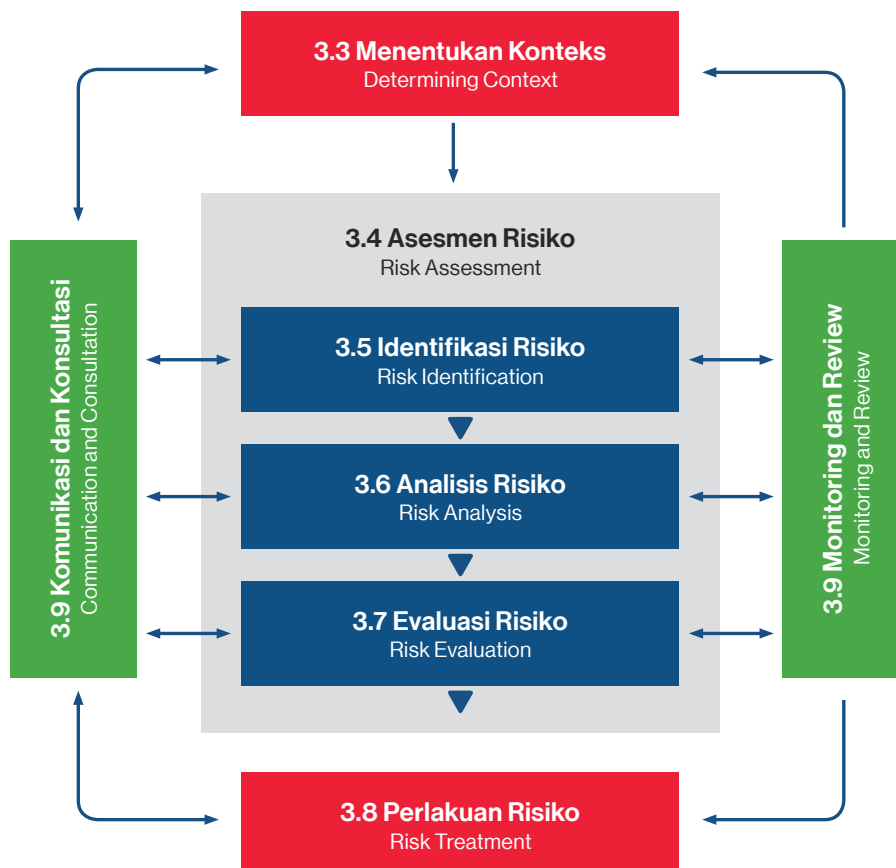 3.3 Menentukan Konteks
Determining Context
3.4 Asesmen Risiko
Risk Assessment
3.9 Komunikasi dan Konsultasi
Communication and Consultation
3.5 Identifikasi Risiko
Risk Identification
3.6 Analisis Risiko
Risk Analysis
3.7 Evaluasi Risiko
Risk Evaluation
3.9 Monitoring dan Review
Monitoring and Review
3.8 Perlakuan Risiko
Risk Treatment